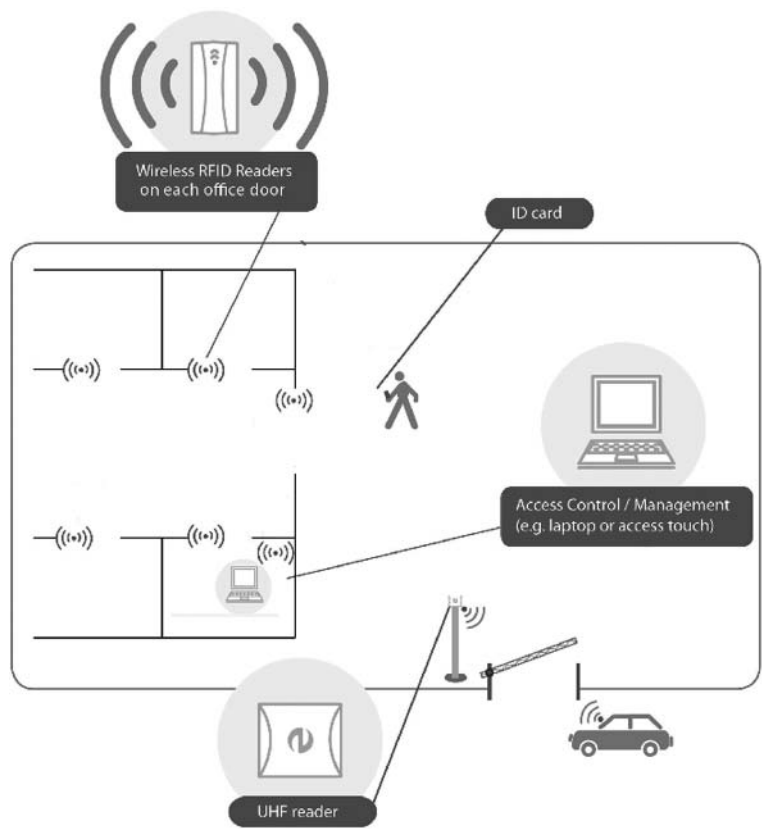 Wireless RFID Readers
on each office door
ID card
Access Control / Management
(e.g. laptop or access touch)
UHF reader